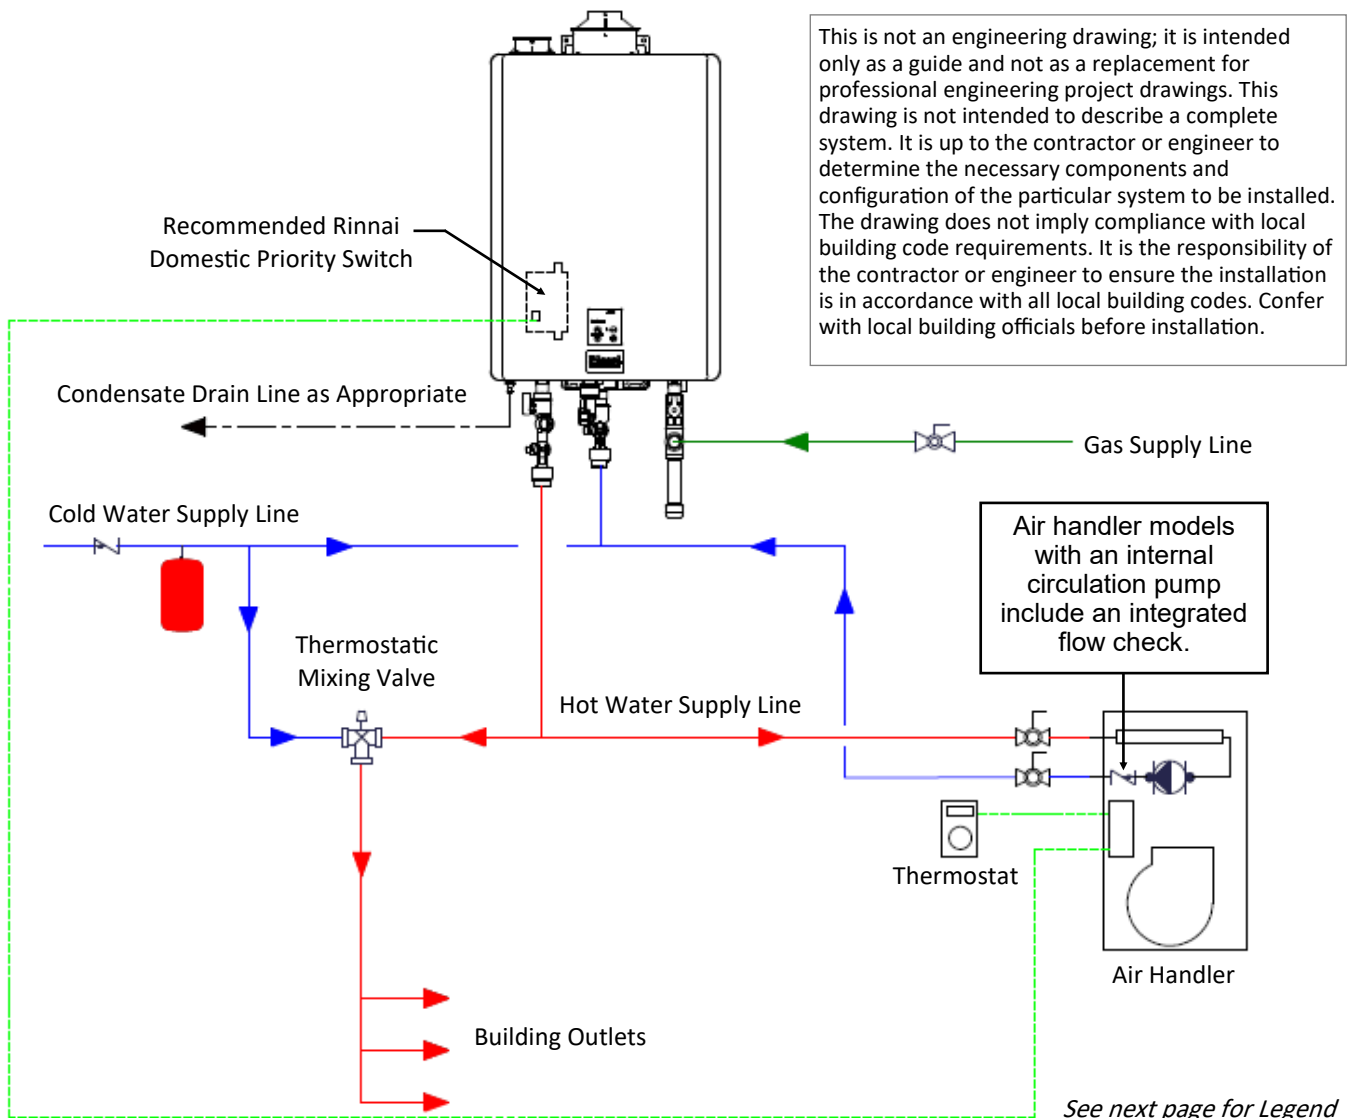 This is not an engineering drawing; it is intended
only as a guide and not as a replacement for
professional engineering project drawings. This
drawing is not intended to describe a complete
system. It is up to the contractor or engineer to
determine the necessary components and
configuration of the particular system to be installed.
The drawing does not imply compliance with local
building code requirements. It is the responsibility of
the contractor or engineer to ensure the installation
is in accordance with all local building codes. Confer
with local building officials before installation.
Recommended Rinnai
Domestic Priority Switch
Condensate Drain Line as Appropriate
Gas Supply Line
Cold Water Supply Line
Air handler models
with an internal
circulation pump
include an integrated
flow check.
Thermostatic
Mixing Valve
Hot Water Supply Line
Thermostat
Air Handler
Building Outlets
See next page for Legend